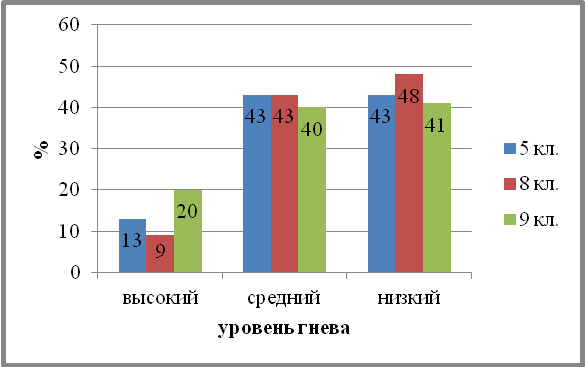 60
50
40
30
20
10
0
%
13
9
20
43
43
40
43
48
41
высокий
средний
низкий
уровень гнева
5 кл.
8 кл.
9 кл.